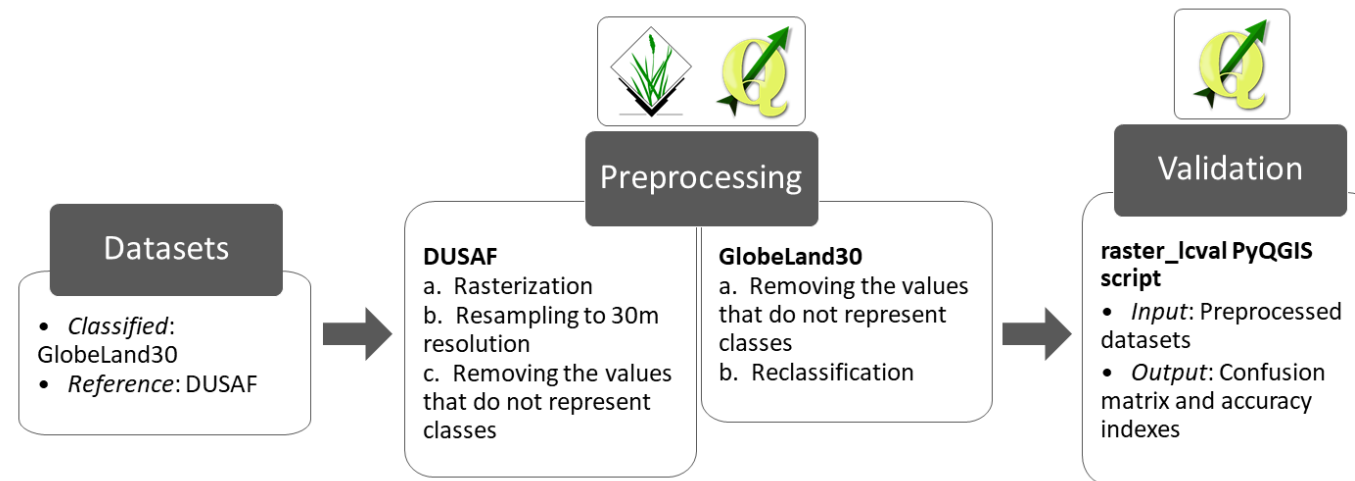 Datasets
• Classified:
GlobeLand30
• Reference: DUSAF
Preprocessing
DUSAF
a. Rasterization
b. Resampling to 30m
resolution
c. Removing the values
that do not represent
classes
GlobeLand30
a. Removing the values
that do not represent
classes
b. Reclassification
Validation
raster_lcval PyQGIS
script
• Input: Preprocessed
datasets
• Output: Confusion
matrix and accuracy
indexes